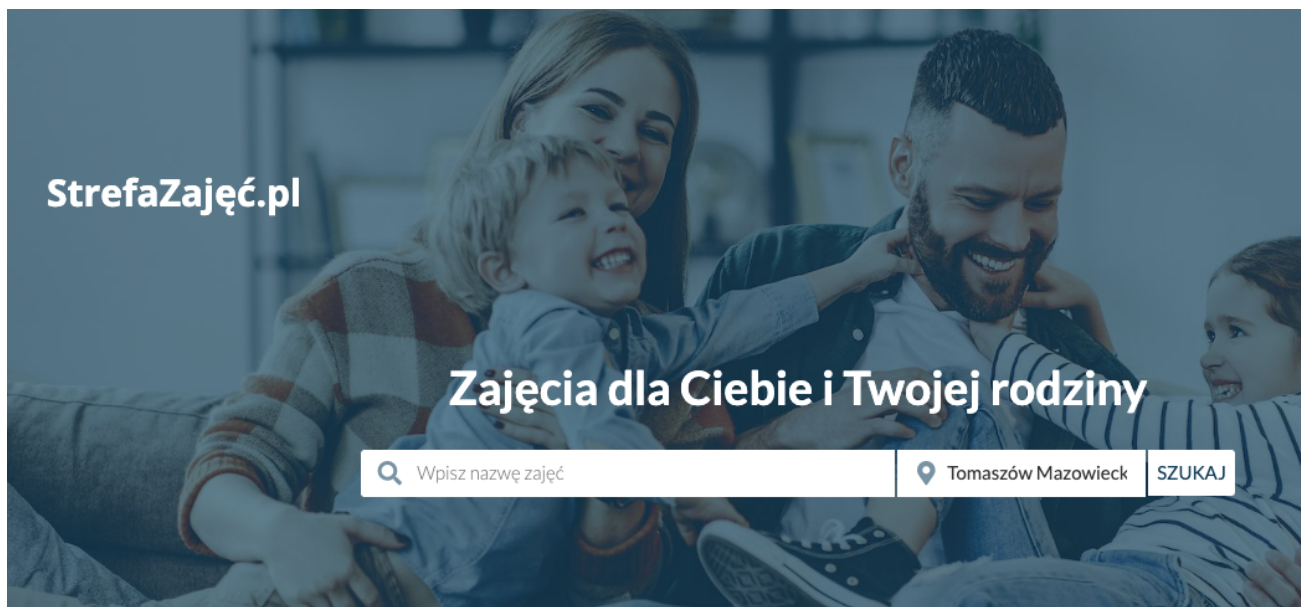 StrefaZajęć.pl
Zajęcia dla Ciebie i Twojej rodziny
Wpisz nazwę zajęć
Tomaszów Mazowieck
SZUKAJ